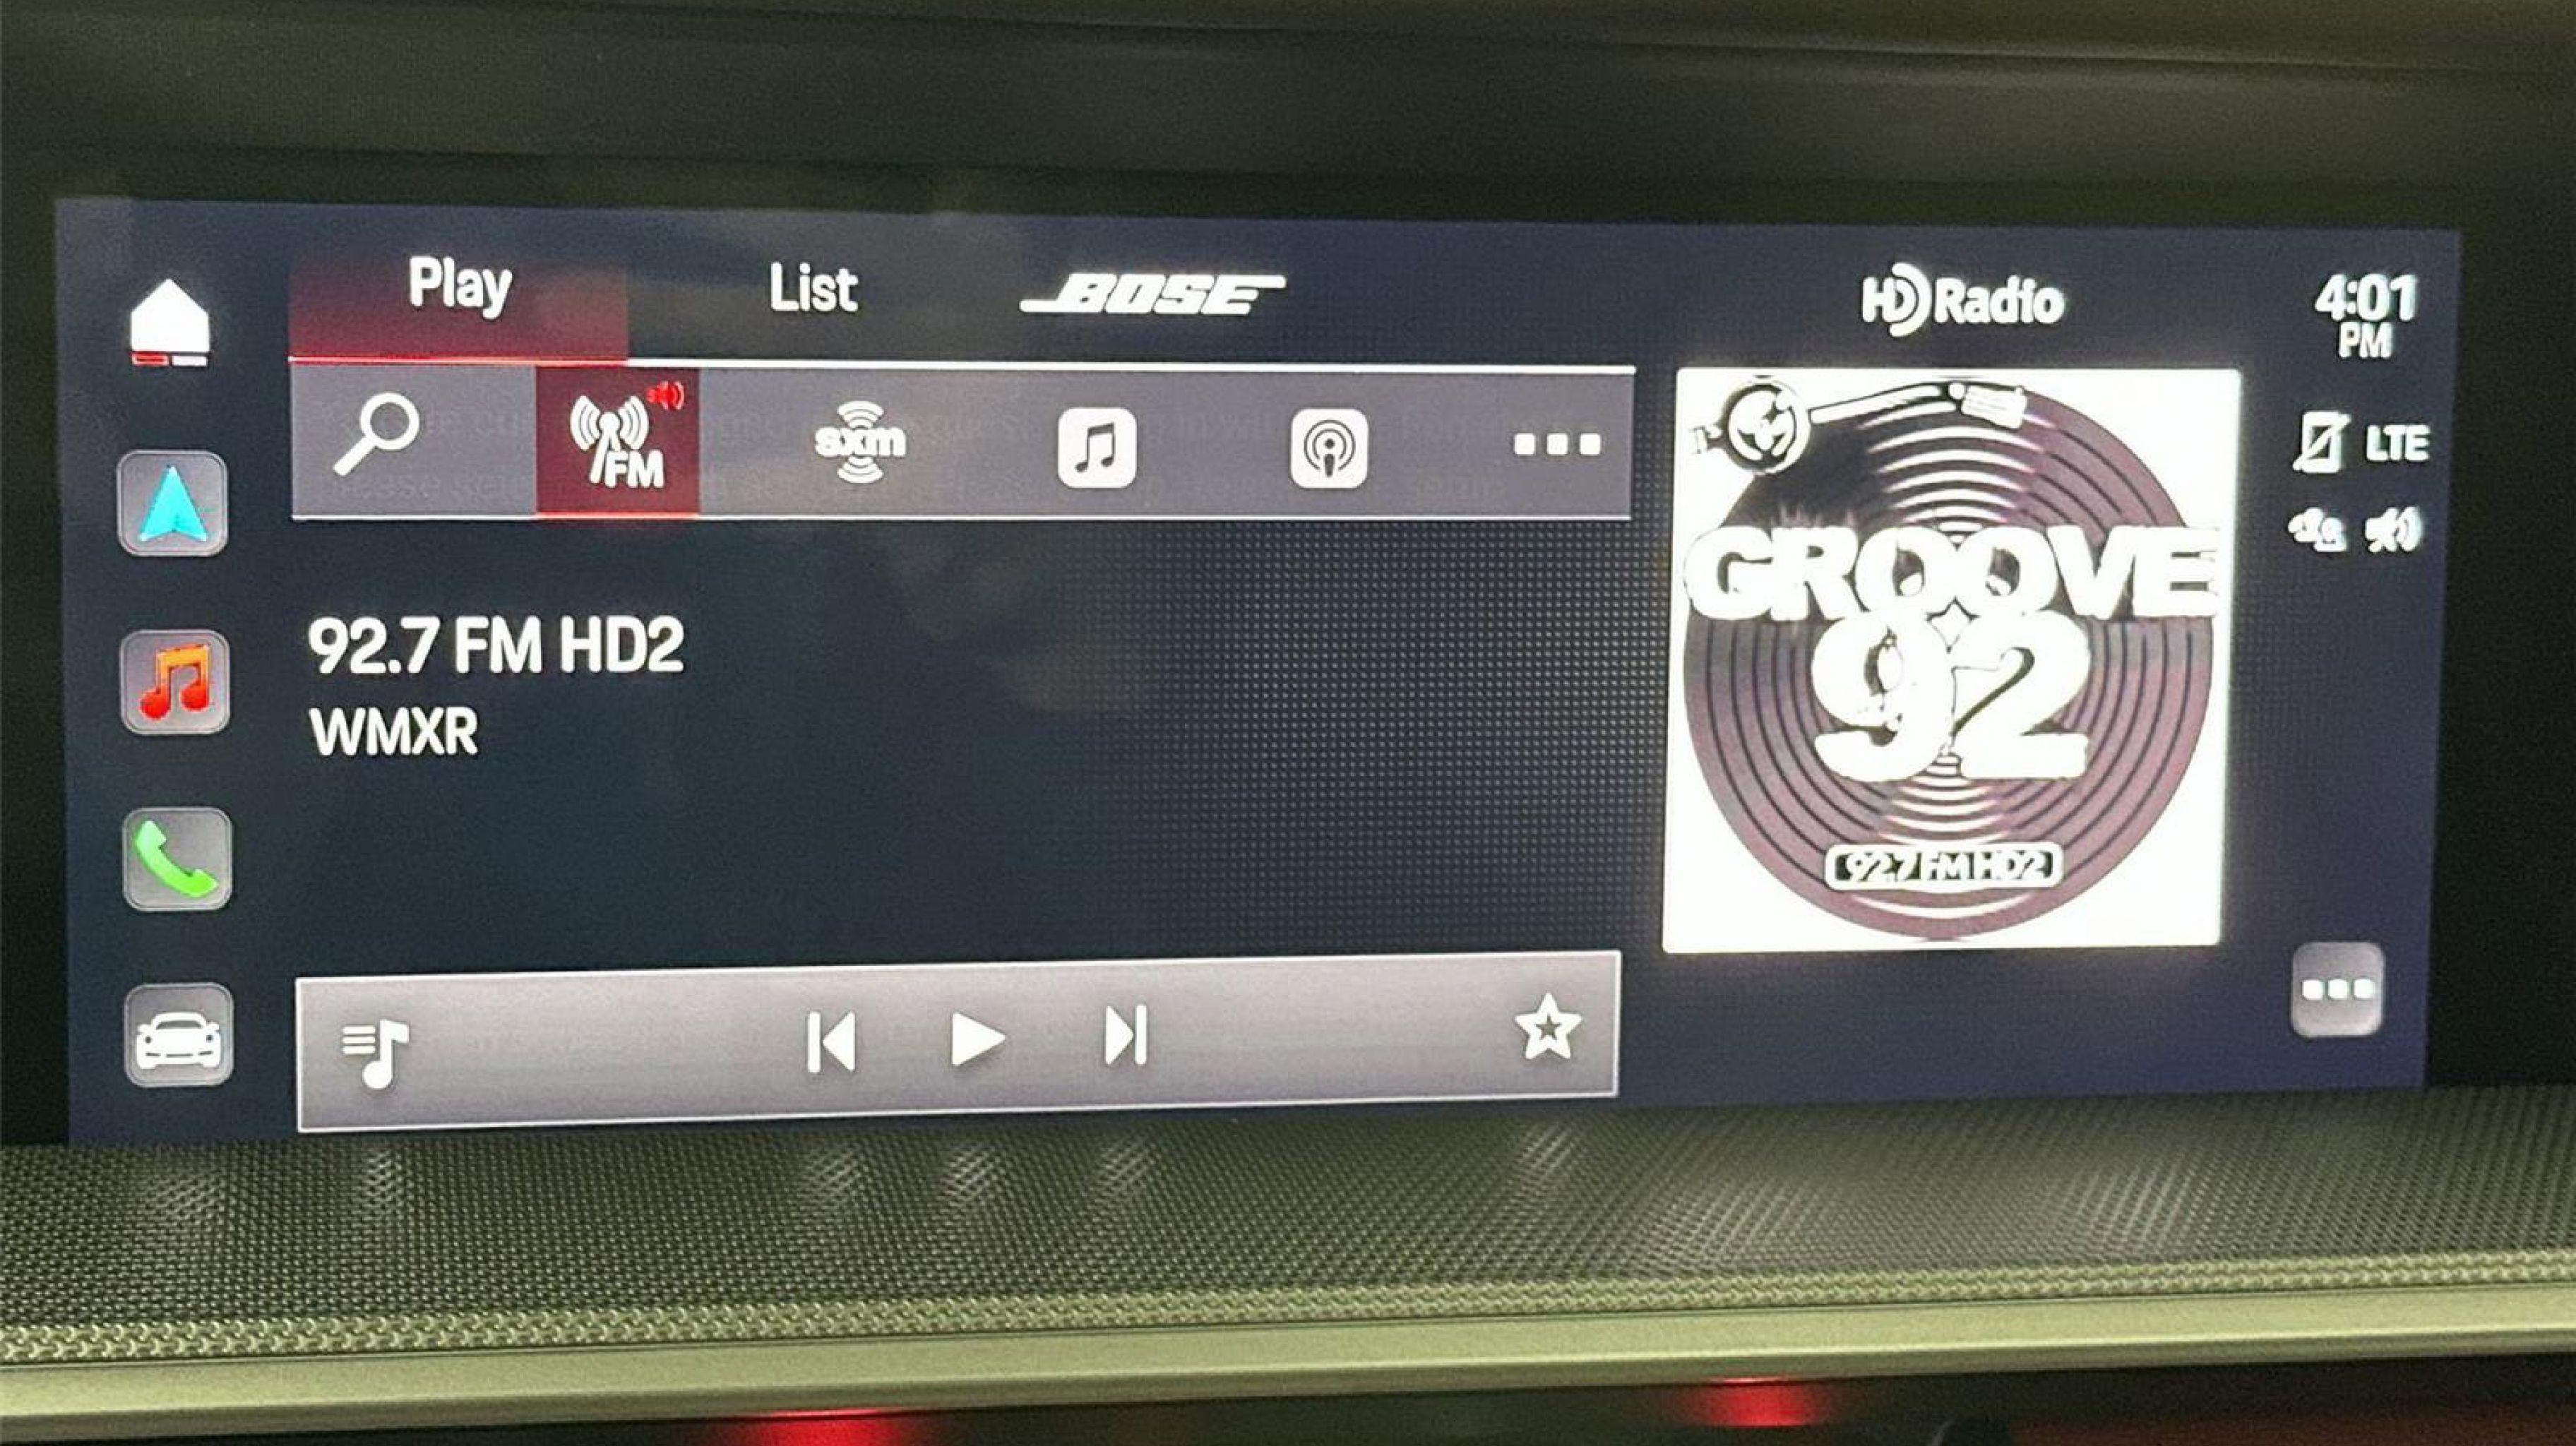 Play
List
BOSE
HD Radio
4:01
PM
FM
sxm
LTE
92.7 FM HD2
WMXR
GROOVE
92
92.7 FM HD2